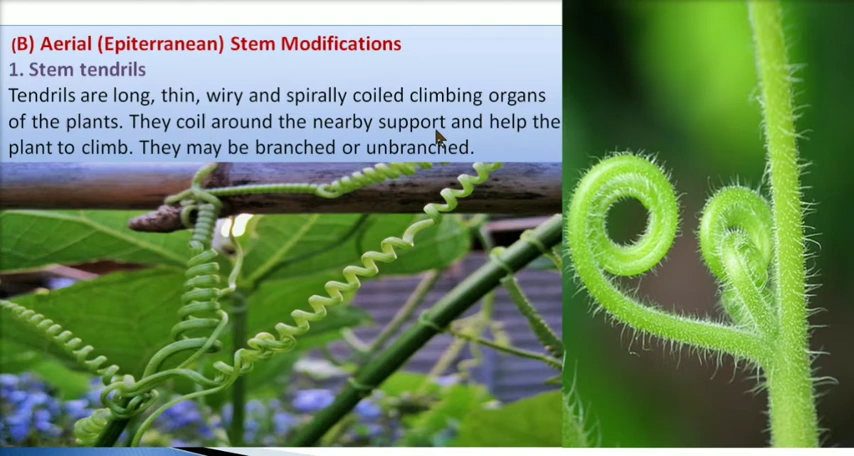 (B) Aerial (Epiterranean) Stem Modifications
1. Stem tendrils
Tendrils are long, thin, wiry and spirally coiled climbing organs
of the plants. They coil around the nearby support and help the
plant to climb. They may be branched or unbranched.